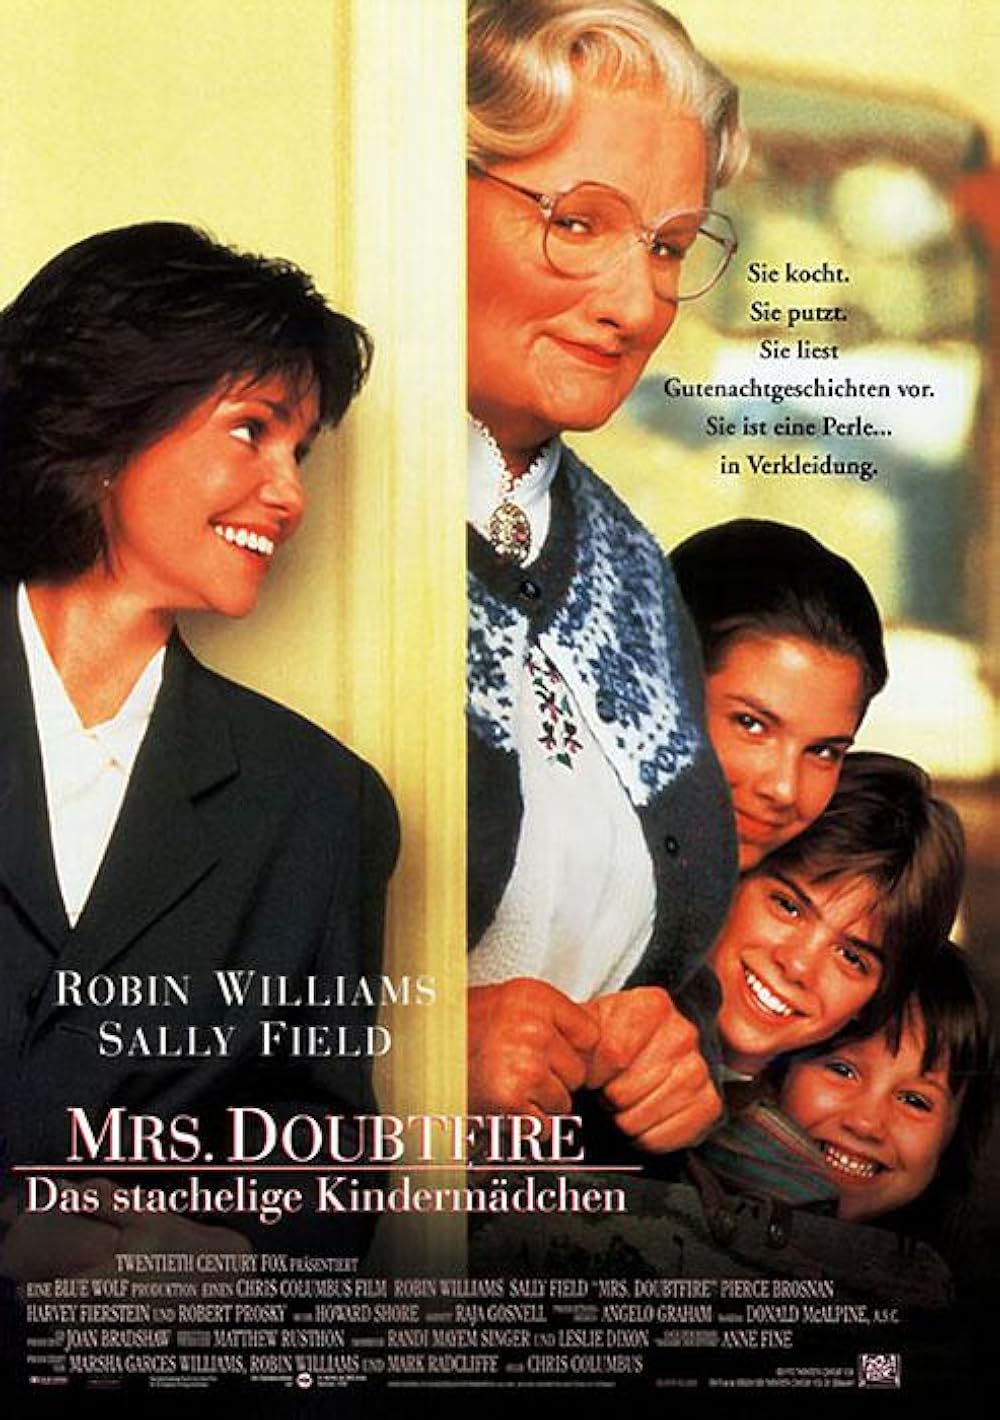 Sie kocht.
Sie putzt.
Sie liest
Gutenachtgeschichten vor.
Sie ist eine Perle...
in Verkleidung.
ROBIN WILLIAMS
SALLY FIELD
MRS. DOUBTFIRE
Das stachelige Kindermädchen
TWENTIETH CENTURY FOX PRÄSENTIERT
EINE BLUE WOLF PRODUCTION EINEN CHRIS COLUMBUS FILM ROBIN WILLIAMS SALLY FIELD "MRS. DOUBTFIRE" PIERCE BROSNAN
HARVEY FIERSTEIN UND ROBERT PROSKY HOWARD SHORE RAJA GOSNELL ANGELO GRAHAM DONALD McALPINE, A.S.C.
JOAN BRADSHAW MATTHEW RUSHTON RANDI MAYEM SINGER UND LESLIE DIXON ANNE FINE
MARSHA GARCES WILLIAMS, ROBIN WILLIAMS UND MARK RADCLIFFE CHRIS COLUMBUS